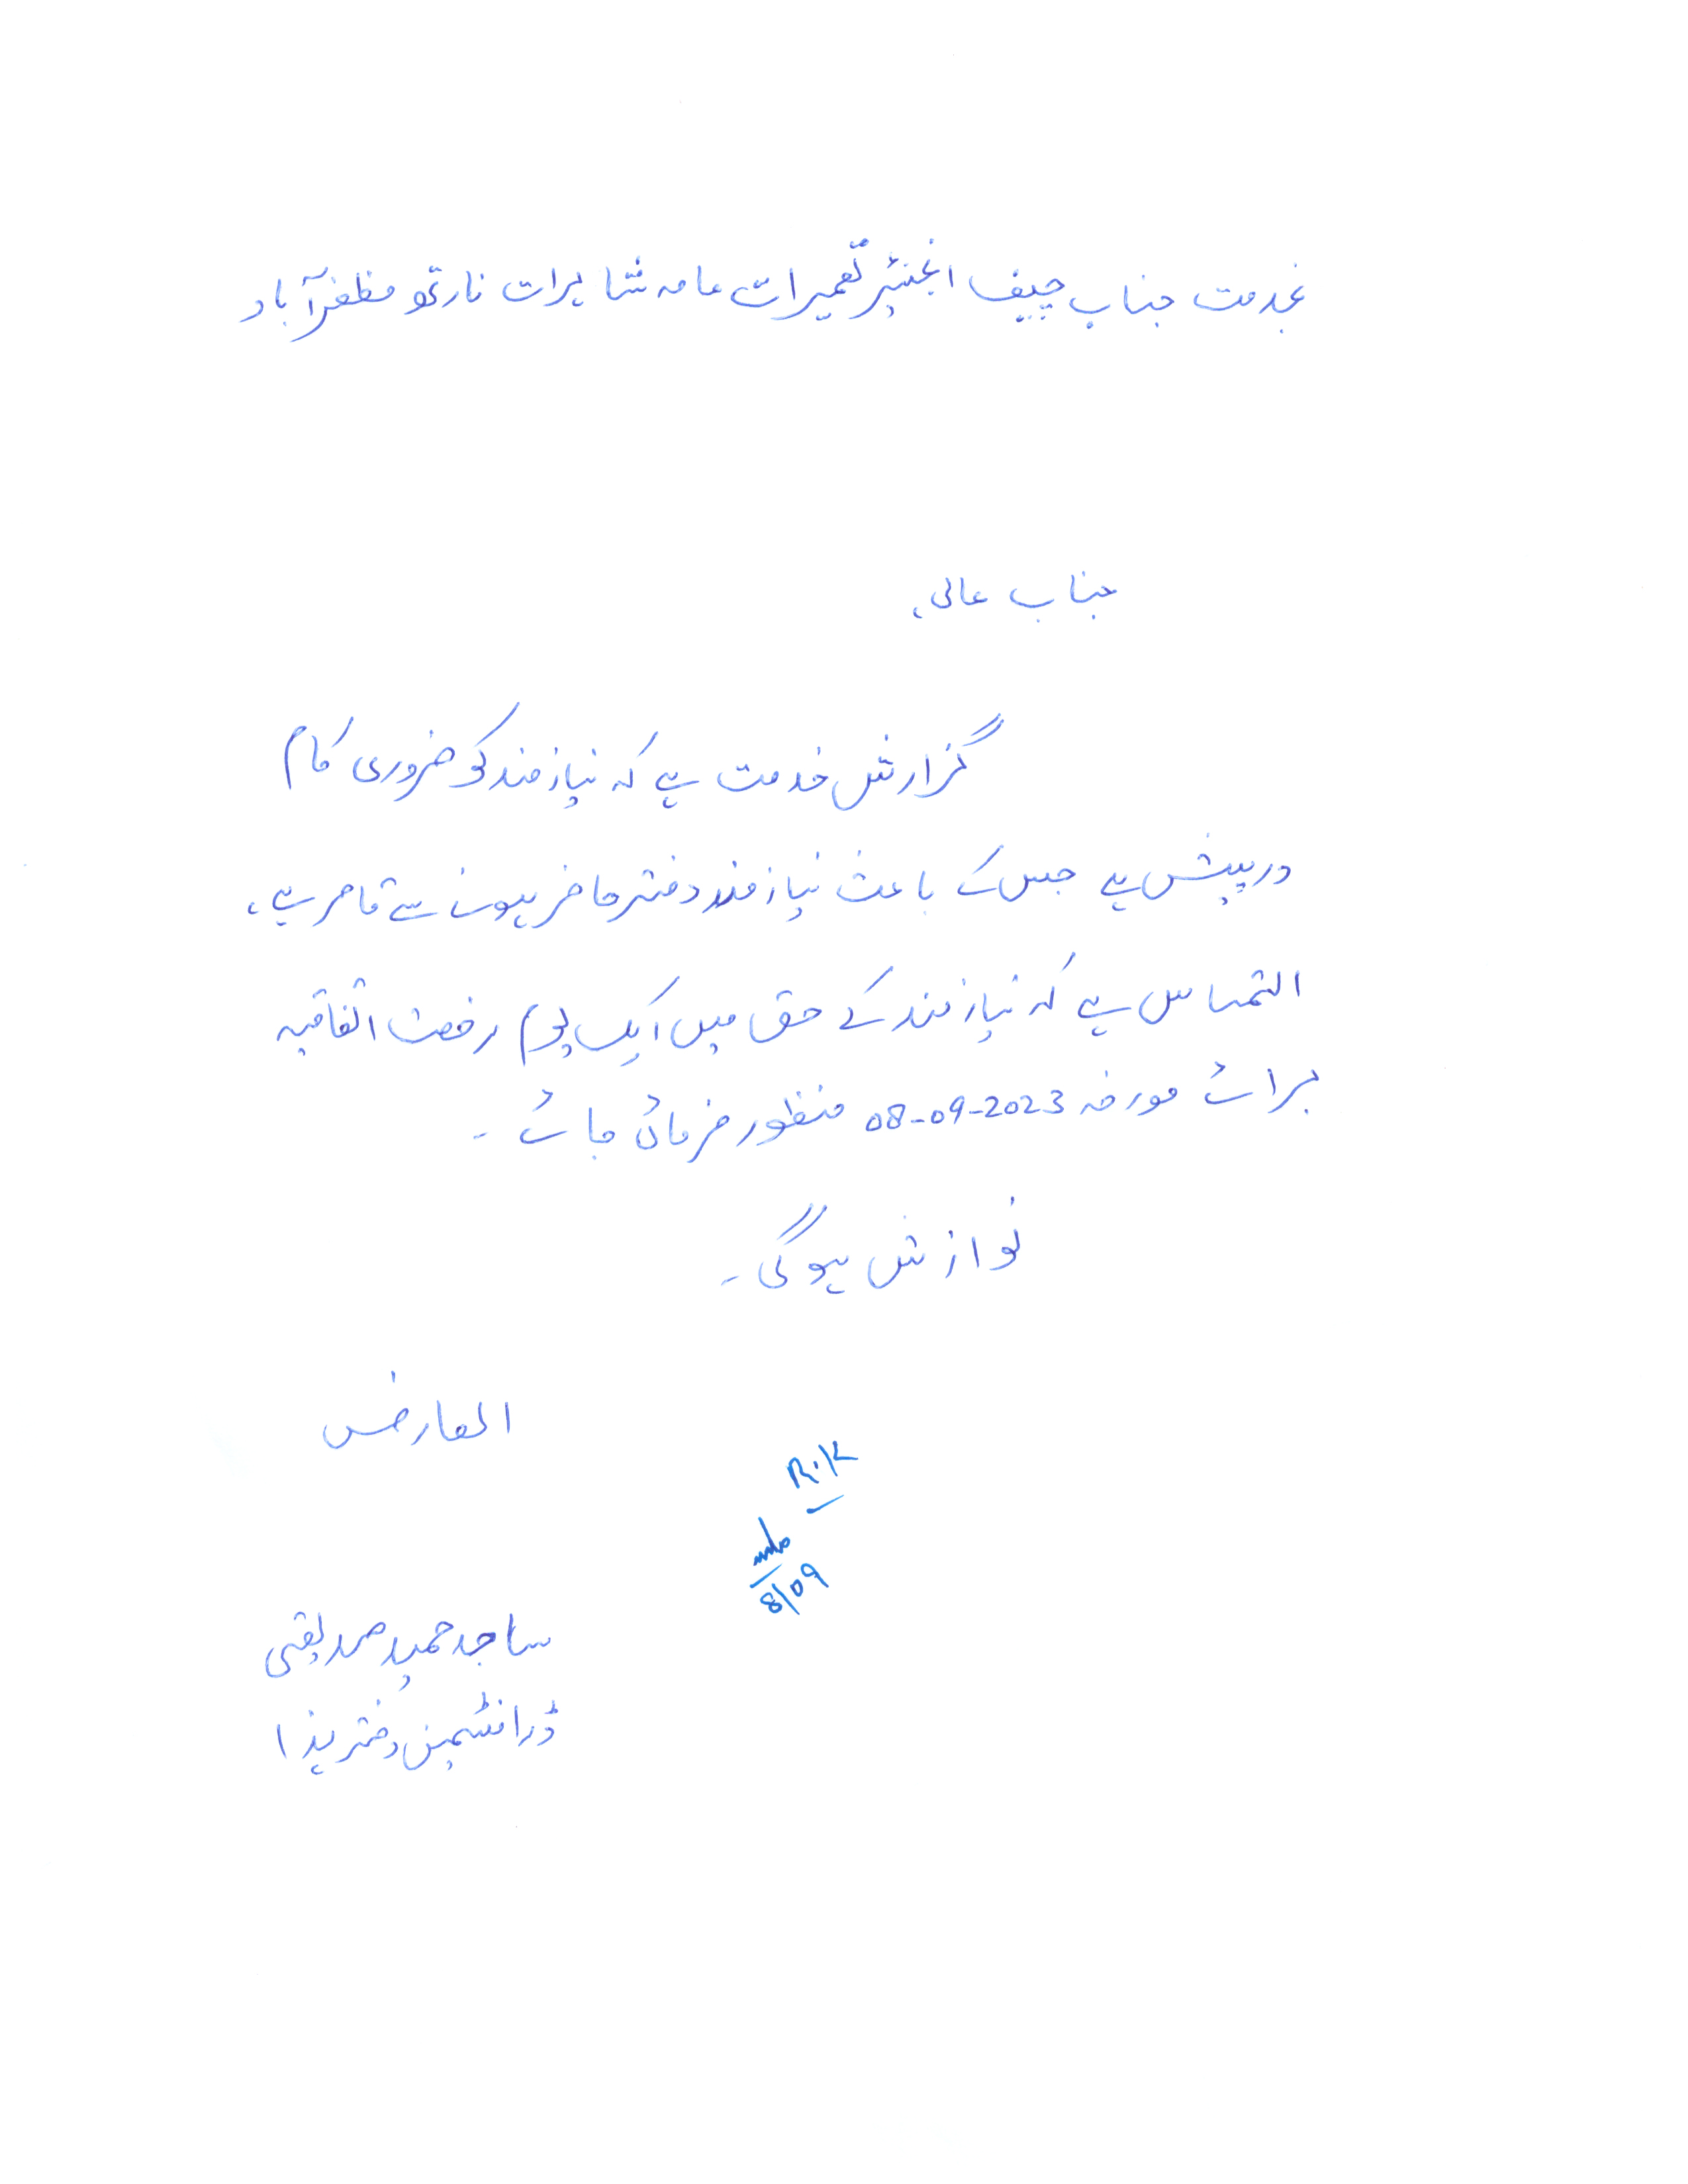 بخدمت جناب چیف انجنیئر تعمیرات عامہ شاہرات نارتھ مظفرآباد
جناب عالی،
گزارش خدمت ہے کہ نیازمند کو ضروری کام
درپیش ہے جس کے باعث نیازمند دفتر حاضر ہونے سے قاصر ہے،
التماس ہے کہ نیازمند کے حق میں ایک یوم رخصت اتفاقیہ
برائے مورخہ 08-09-2023 منظور فرمائی جائے ۔
نوازش ہوگی ۔
العارض
R.K
8/09
ساجد حمید صدیقی
ڈرافٹسمین دفتر ہذا